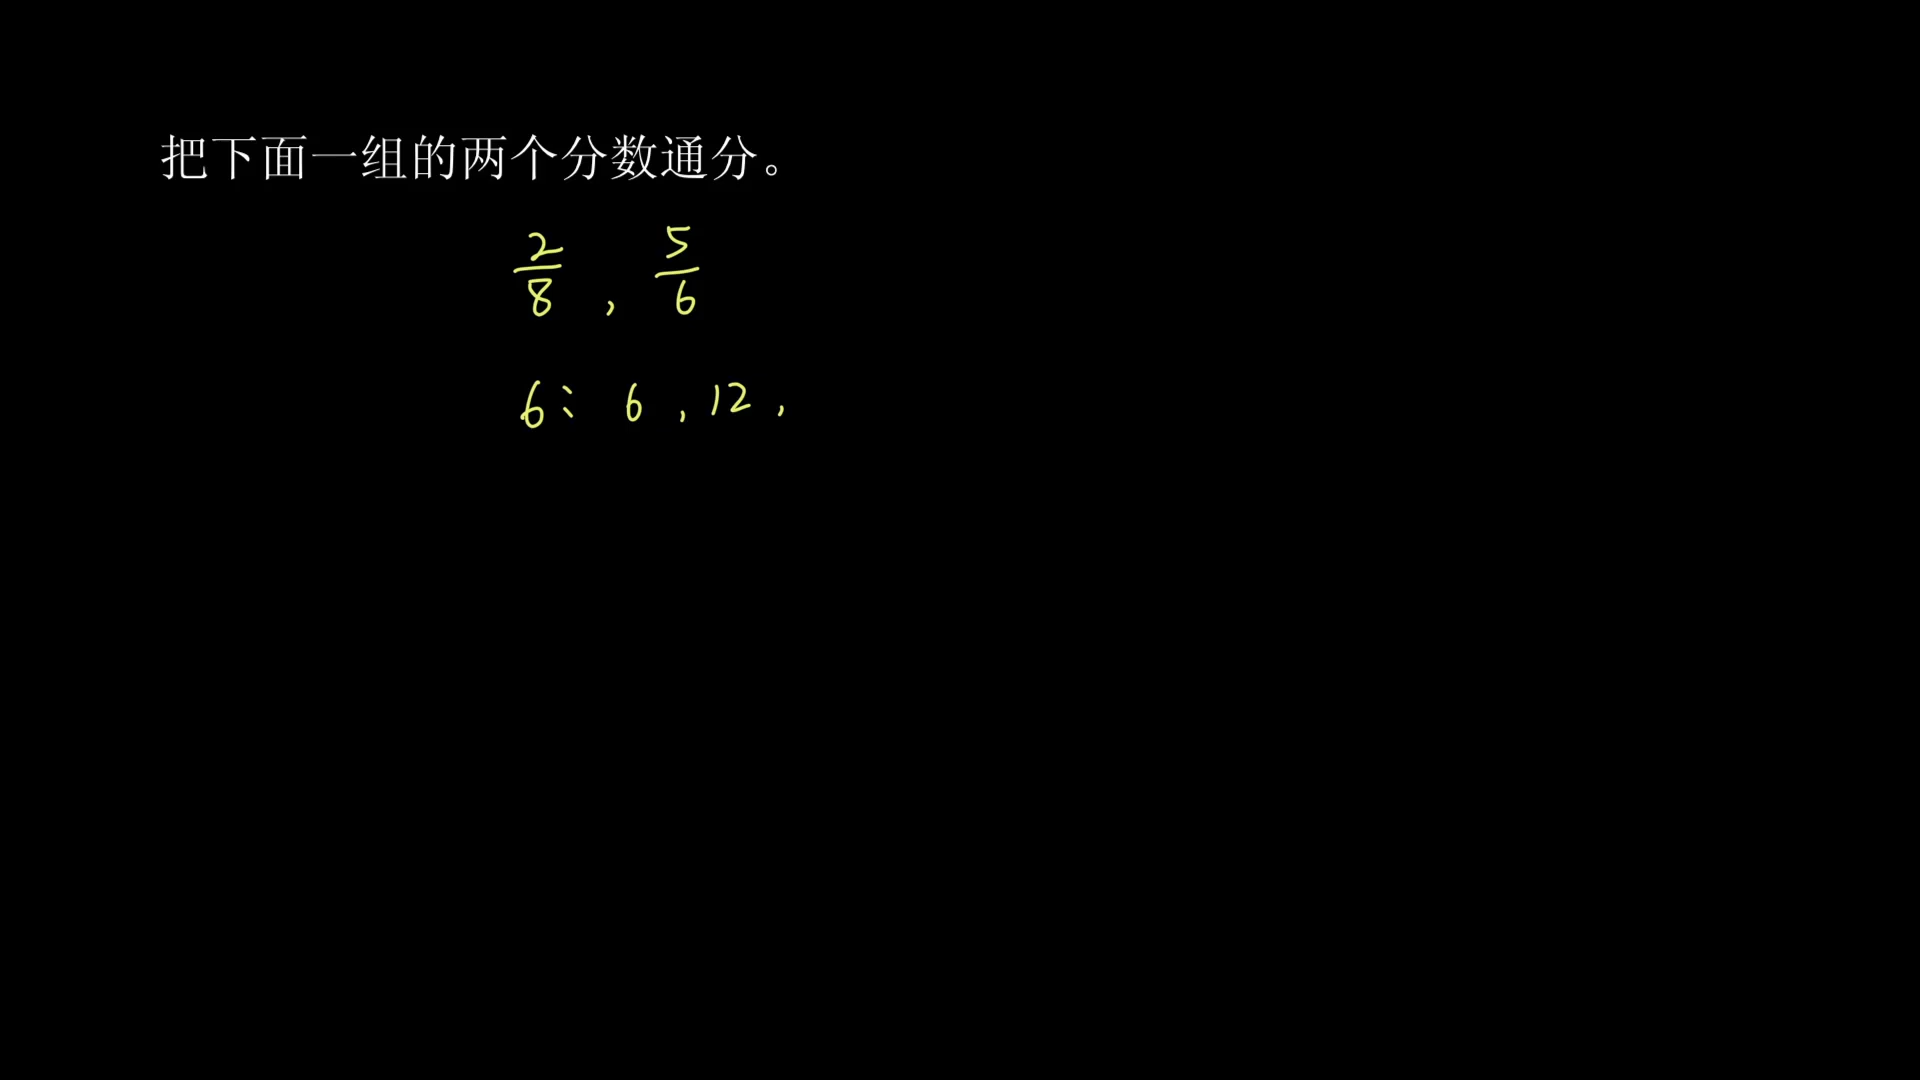 把下面一组的两个分数通分。
2/8 , 5/6
6: 6 , 12 ,